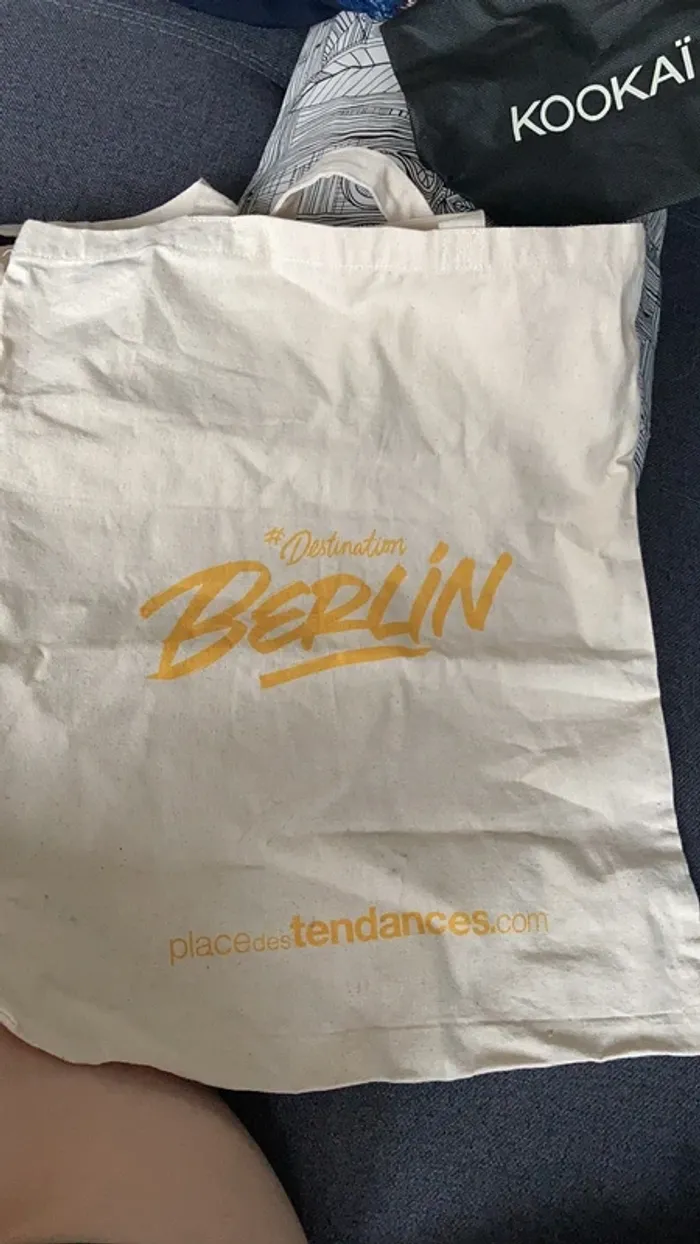 KOOKAÏ
#Destination
BERLIN
placedestendances.com